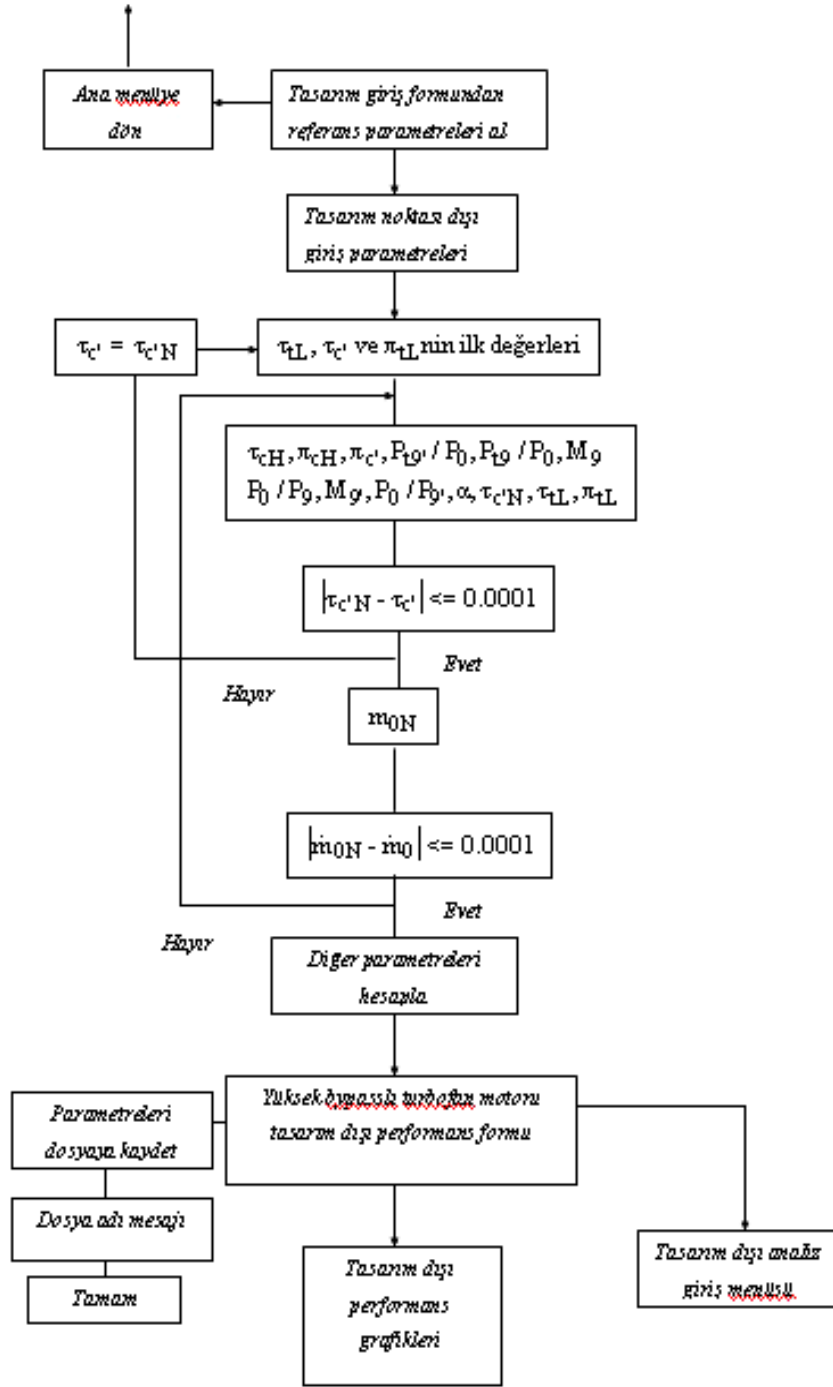 Ana menüye
dön
Tasarım giriş formundan
referans parametreleri al
Tasarım noktası dışı
giriş parametreleri
τc' = τc'N
τtL, τc' ve πtL nin ilk değerleri
τcH, πcH, πc', Pt9' / P0, Pt9 / P0, M9
P0 / P9, M9', P0 / P9', α, τc'N, τtL, πtL
|τc'N - τc'| <= 0.0001
Evet
Hayır
ṁ0N
|ṁ0N - ṁ0| <= 0.0001
Evet
Hayır
Diğer parametreleri
hesapla
Yüksek bypasslı turbofan motoru
tasarım dışı performans formu
Parametreleri
dosyaya kaydet
Dosya adı mesajı
Tamam
Tasarım dışı
performans
grafikleri
Tasarım dışı analiz
giriş menüsü